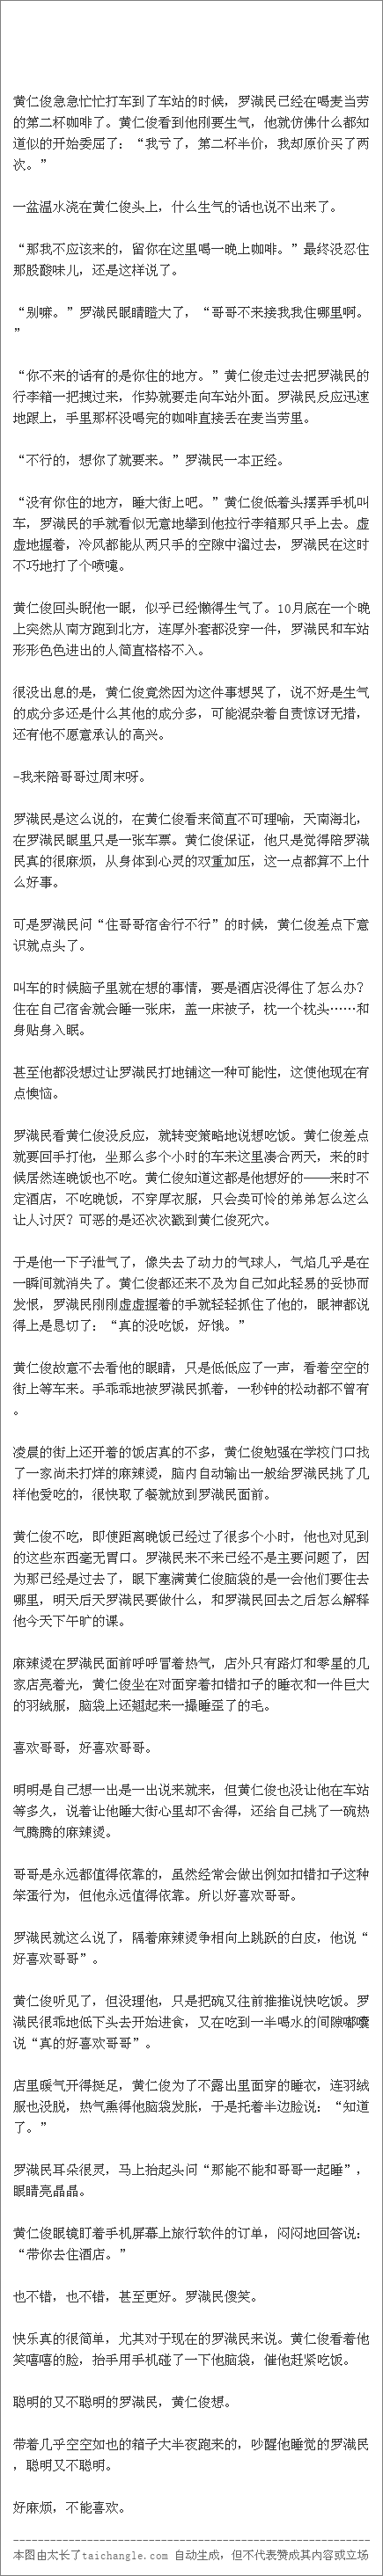 黄仁俊急急忙忙打车到了车站的时候，罗渽民已经在喝麦当劳
的第二杯咖啡了。黄仁俊看到他刚要生气，他就仿佛什么都知
道似的开始委屈了：“我亏了，第二杯半价，我却原价买了两
次。”
一盆温水浇在黄仁俊头上，什么生气的话也说不出来了。
“那我不应该来的，留你在这里喝一晚上咖啡。”最终没忍住
那股酸味儿，还是这样说了。
“别嘛。”罗渽民眼睛瞪大了，“哥哥不来接我我住哪里啊。
”
“你不来的话有的是你住的地方。”黄仁俊走过去把罗渽民的
行李箱一把拽过来，作势就要走向车站外面。罗渽民反应迅速
地跟上，手里那杯没喝完的咖啡直接丢在麦当劳里。
“不行的，想你了就要来。”罗渽民一本正经。
“没有你住的地方，睡大街上吧。”黄仁俊低着头摆弄手机叫
车，罗渽民的手就看似无意地攀到他拉行李箱那只手上去。虚
虚地握着，冷风都能从两只手的空隙中溜过去，罗渽民在这时
不巧地打了个喷嚏。
黄仁俊回头睨他一眼，似乎已经懒得生气了。10月底在一个晚
上突然从南方跑到北方，连厚外套都没穿一件，罗渽民和车站
形形色色进出的人简直格格不入。
很没出息的是，黄仁俊竟然因为这件事想哭了，说不好是生气
的成分多还是什么其他的成分多，可能混杂着自责惊讶无措，
还有他不愿意承认的高兴。
-我来陪哥哥过周末呀。
罗渽民是这么说的，在黄仁俊看来简直不可理喻，天南海北，
在罗渽民眼里只是一张车票。黄仁俊保证，他只是觉得陪罗渽
民真的很麻烦，从身体到心灵的双重加压，这一点都算不上什
么好事。
可是罗渽民问“住哥哥宿舍行不行”的时候，黄仁俊差点下意
识就点头了。
叫车的时候脑子里就在想的事情，要是酒店没得住了怎么办？
住在自己宿舍就会睡一张床，盖一床被子，枕一个枕头……和
身贴身入眠。
甚至他都没想过让罗渽民打地铺这一种可能性，这使他现在有
点懊恼。
罗渽民看黄仁俊没反应，就转变策略地说想吃饭。黄仁俊差点
就要回手打他，坐那么多个小时的车来这里凑合两天，来的时
候居然连晚饭也不吃。黄仁俊知道这都是他想好的——来时不
定酒店，不吃晚饭，不穿厚衣服，只会卖可怜的弟弟怎么这么
让人讨厌？可恶的是还次次戳到黄仁俊死穴。
于是他一下子泄气了，像失去了动力的气球人，气焰几乎是在
一瞬间就消失了。黄仁俊都还来不及为自己如此轻易的妥协而
发恨，罗渽民刚刚虚虚握着的手就轻轻抓住了他的，眼神都说
得上是恳切了：“真的没吃饭，好饿。”
黄仁俊故意不去看他的眼睛，只是低低应了一声，看着空空的
街上等车来。手乖乖地被罗渽民抓着，一秒钟的松动都不曾有
。
凌晨的街上还开着的饭店真的不多，黄仁俊勉强在学校门口找
了一家尚未打烊的麻辣烫，脑内自动输出一般给罗渽民挑了几
样他爱吃的，很快取了餐就放到罗渽民面前。
黄仁俊不吃，即使距离晚饭已经过了很多个小时，他也对见到
的这些东西毫无胃口。罗渽民来不来已经不是主要问题了，因
为那已经是过去了，眼下塞满黄仁俊脑袋的是一会他们要住去
哪里，明天后天罗渽民要做什么，和罗渽民回去之后怎么解释
他今天下午旷的课。
麻辣烫在罗渽民面前呼呼冒着热气，店外只有路灯和零星的几
家店亮着光，黄仁俊坐在对面穿着扣错扣子的睡衣和一件巨大
的羽绒服，脑袋上还翘起来一撮睡歪了的毛。
喜欢哥哥，好喜欢哥哥。
明明是自己想一出是一出说来就来，但黄仁俊也没让他在车站
等多久，说着让他睡大街心里却不舍得，还给自己挑了一碗热
气腾腾的麻辣烫。
哥哥是永远都值得依靠的，虽然经常会做出例如扣错扣子这种
笨蛋行为，但他永远值得依靠。所以好喜欢哥哥。
罗渽民就这么说了，隔着麻辣烫争相向上跳跃的白皮，他说“
好喜欢哥哥”。
黄仁俊听见了，但没理他，只是把碗又往前推推说快吃饭。罗
渽民很乖地低下头去开始进食，又在吃到一半喝水的间隙嘟囔
说“真的好喜欢哥哥”。
店里暖气开得挺足，黄仁俊为了不露出里面穿的睡衣，连羽绒
服也没脱，热气熏得他脑袋发胀，于是托着半边脸说：“知道
了。”
罗渽民耳朵很灵，马上抬起头问“那能不能和哥哥一起睡”，
眼睛亮晶晶。
黄仁俊眼镜盯着手机屏幕上旅行软件的订单，闷闷地回答说：
“带你去住酒店。”
也不错，也不错，甚至更好。罗渽民傻笑。
快乐真的很简单，尤其对于现在的罗渽民来说。黄仁俊看着他
笑嘻嘻的脸，抬手用手机碰了一下他脑袋，催他赶紧吃饭。
聪明的又不聪明的罗渽民，黄仁俊想。
带着几乎空空如也的箱子大半夜跑来的，吵醒他睡觉的罗渽民
，聪明又不聪明。
好麻烦，不能喜欢。
本图由太长了taichangle.com 自动生成，但不代表赞成其内容或立场